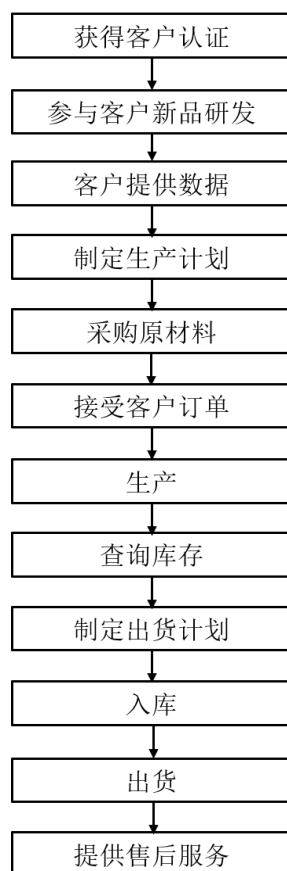 获得客户认证
参与客户新品研发
客户提供数据
制定生产计划
采购原材料
接受客户订单
生产
查询库存
制定出货计划
入库
出货
提供售后服务